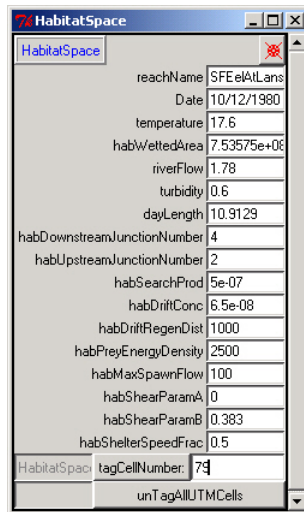 HabitatSpace
HabitatSpace
reachName SFEelAtLans
Date 10/12/1980
temperature 17.6
habWettedArea 7.53575e+08
riverFlow 1.78
turbidity 0.6
dayLength 10.9129
habDownstreamJunctionNumber 4
habUpstreamJunctionNumber 2
habSearchProd 5e-07
habDriftConc 6.5e-08
habDriftRegenDist 1000
habPreyEnergyDensity 2500
habMaxSpawnFlow 100
habShearParamA 0
habShearParamB 0.383
habShelterSpeedFrac 0.5
HabitatSpac tagCellNumber: 79
unTagAllUTMCells